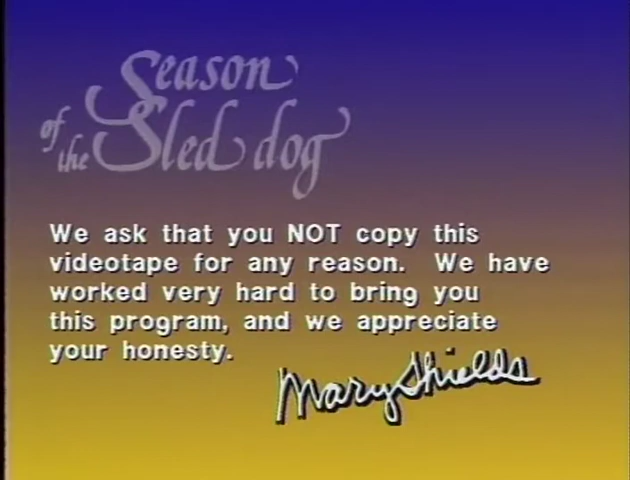 Season
of the Sled dog
We ask that you NOT copy this
videotape for any reason. We have
worked very hard to bring you
this program, and we appreciate
your honesty.
Mary Shields